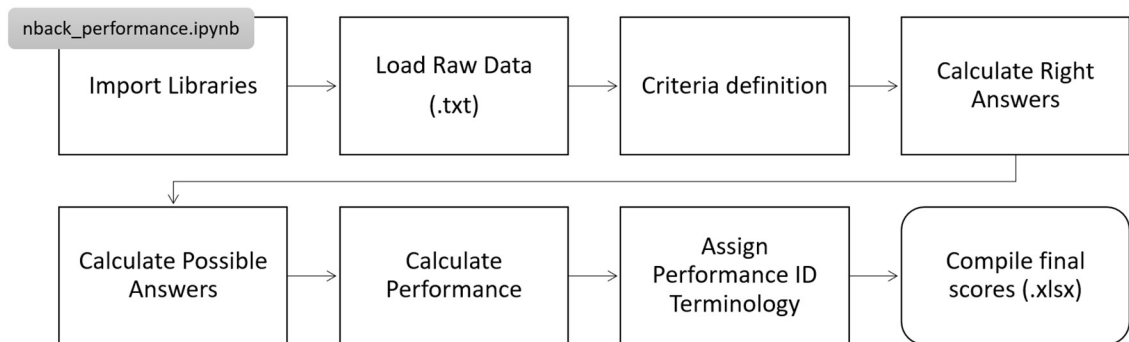 nback_performance.ipynb
Import Libraries
Load Raw Data
(.txt)
Criteria definition
Calculate Right
Answers
Calculate Possible
Answers
Calculate
Performance
Assign
Performance ID
Terminology
Compile final
scores (.xlsx)